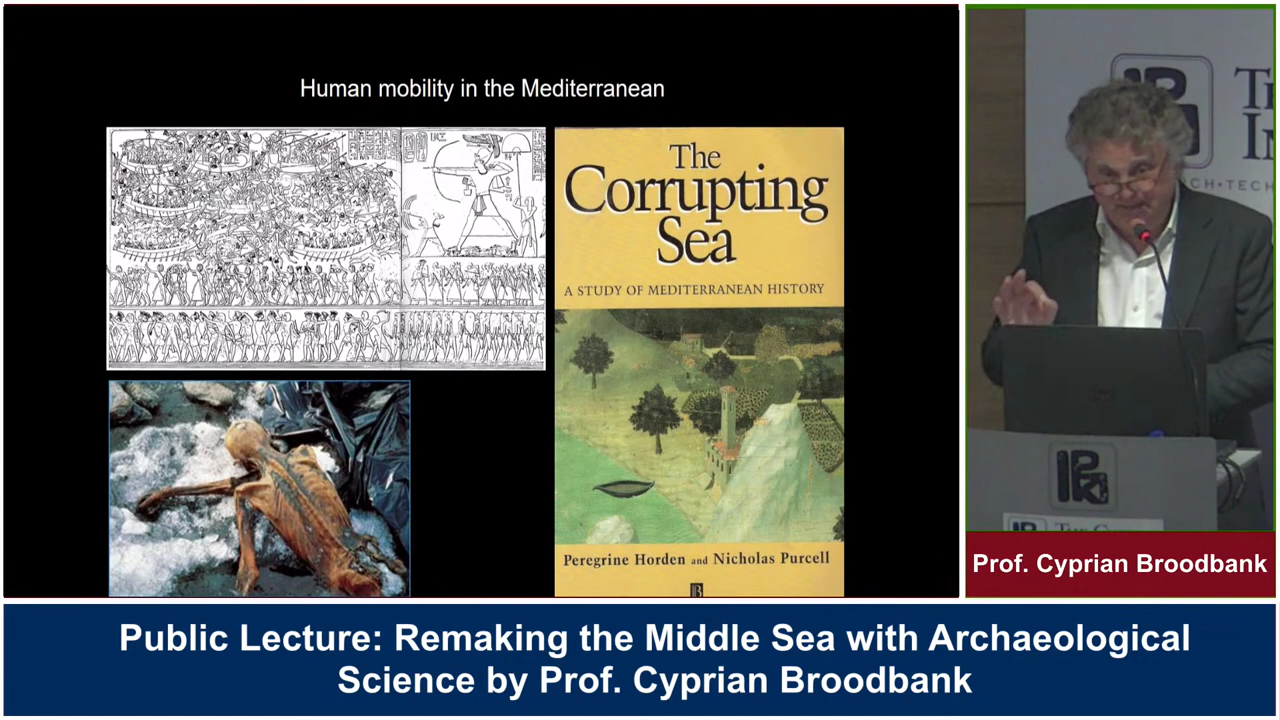 Human mobility in the Mediterranean
The
Corrupting
Sea
A STUDY OF MEDITERRANEAN HISTORY
Peregrine Horden and Nicholas Purcell
B
Prof. Cyprian Broodbank
Public Lecture: Remaking the Middle Sea with Archaeological
Science by Prof. Cyprian Broodbank